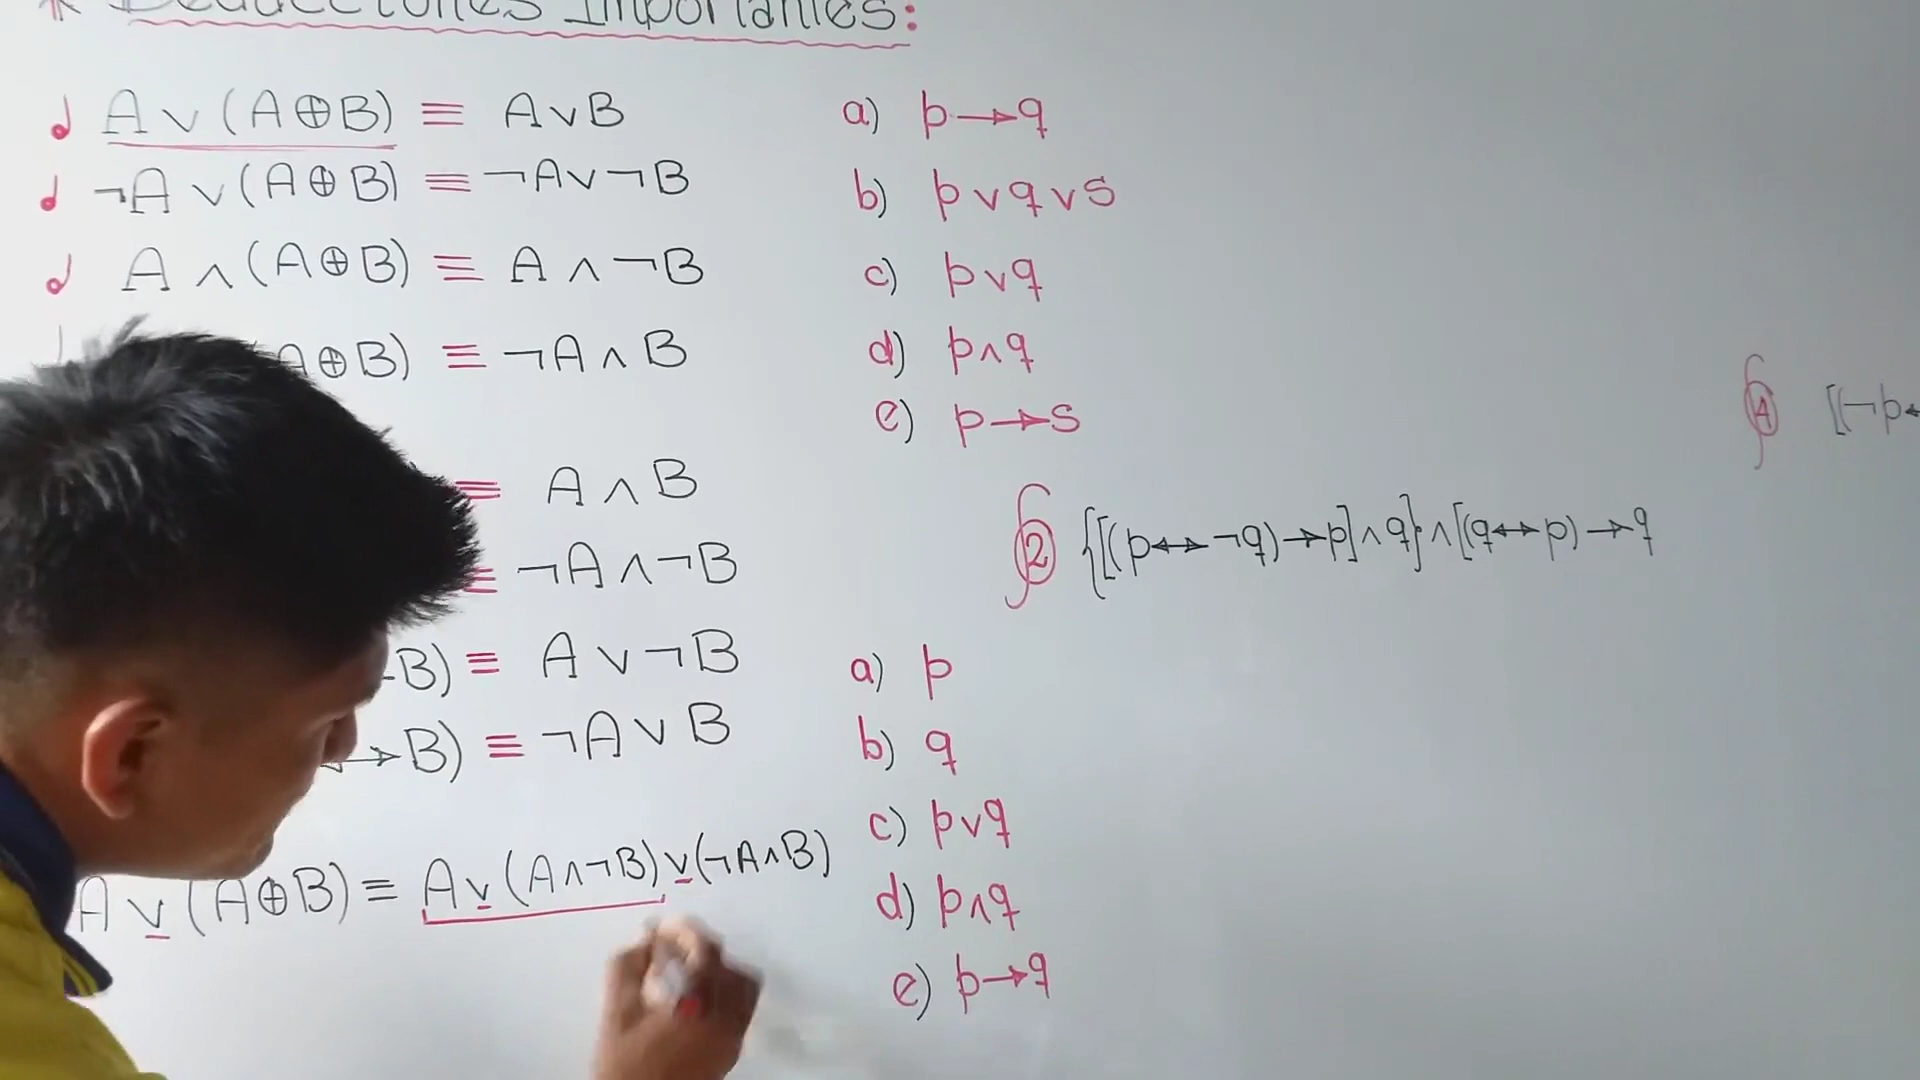 * Deducciones Importantes:
A ∨ (A⊕B) ≡ A∨B
¬A ∨ (A⊕B) ≡ ¬A∨¬B
A ∧ (A⊕B) ≡ A ∧ ¬B
A⊕B) ≡ ¬A ∧ B
≡ A ∧ B
≡ ¬A ∧ ¬B
B) ≡ A ∨ ¬B
↔B) ≡ ¬A ∨ B
A ∨ (A⊕B) ≡ A ∨ (A∧¬B) ∨ (¬A∧B)
a) p→q
b) p∨q∨s
c) p∨q
d) p∧q
e) p→s
2 {[(p↔¬q)→p]∧q}∧[(q↔p)→q
a) p
b) q
c) p∨q
d) p∧q
e) p→q
4 [(¬p↔